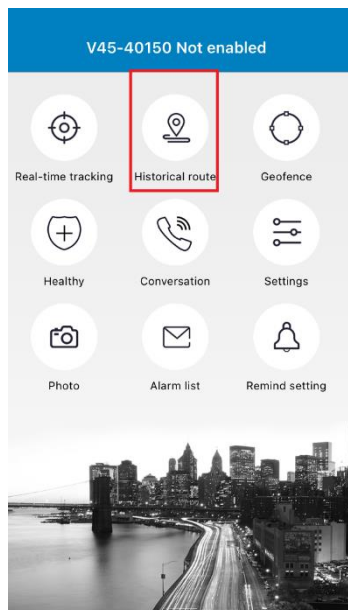 V45-40150 Not enabled
Real-time tracking
Historical route
Geofence
Healthy
Conversation
Settings
Photo
Alarm list
Remind setting